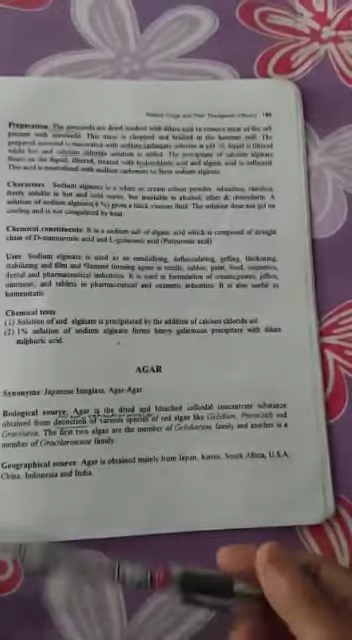 Natural Drugs and Their Therapeutic Efficacy 183
Preparation: The seaweeds are dried washed with dilute acid to remove most of the salt
present with seaweeds. This mass is chopped and boiled in the hammer mill. The
prepared seaweed is macerated with sodium carbonate solution at pH liquid is filtered
while hot and calcium chloride solution is added. The precipitate of calcium alginate
floats on the liquid, filtered, treated with hydrochloric acid and alginic acid is collected.
This acid is neutralized with sodium carbonate to form sodium alginate.
Characters Sodium alginate is a white or cream colour powder, odourless, tasteless,
freely soluble in hot and cold water, but insoluble in alcohol, ether & chloroform. A
solution of sodium alginate gives a thick viscous fluid. The solution does not gel on
cooling and is not coagulated by heat.
Chemical constituents: It is a sodium salt of alginic acid which is composed of straight
chain of D-mannuronic acid and L-guluronic acid (Polyuronic acid)
Uses Sodium alginate is used as an emulsifying, deflocculating, gelling, thickening,
stabilizing and film and filament forming agent in textile, rubber, paint, food, cosmetics,
dental and pharmaceutical industries. It is used in formulation of creams, jellies,
ointment, and tablets in pharmaceutical and cosmetic industries. It is also useful as
hemostatic.
Chemical tests
(1) Solution of sod alginate is precipitated by the addition of calcium chloride sol
(2) 1% solution of sodium alginate forms heavy gelatinous precipitate with dilute
sulphuric acid.
AGAR
Synonyms Japanese Isinglass, Agar-Agar.
Biological source: Agar is the dried and bleached colloidal concentrate substance
obtained from decoction of various species of red algae like Gelidium, Pterocladi and
Gracilaria. The first two algae are the member of Gelidaceae family and another is a
member of Gracilariaceae family
Geographical source Agar is obtained mainly from Japan, Korea, South Africa, U.S.A,
China, Indonesia and India.